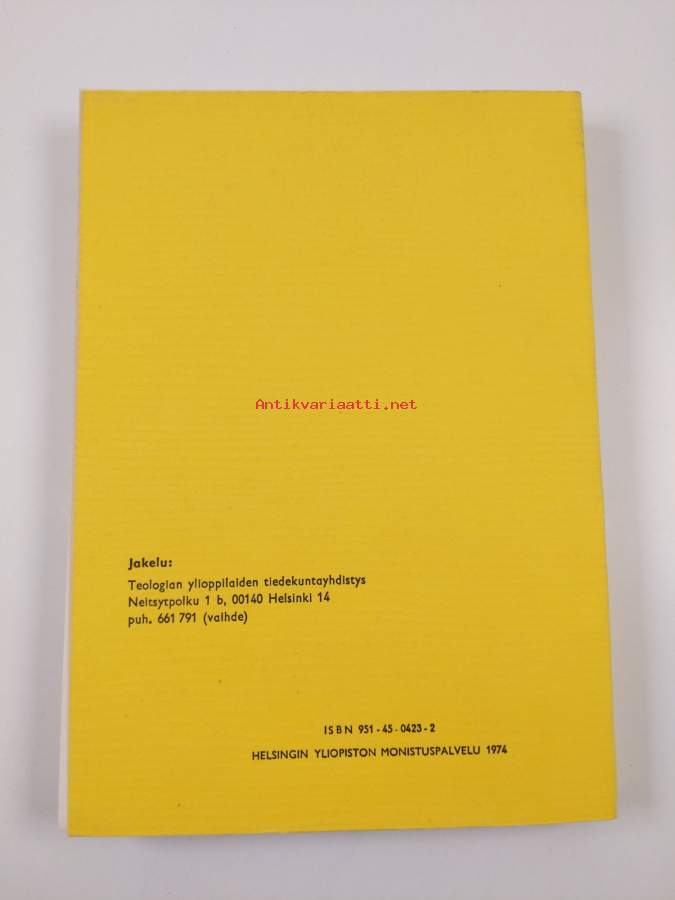 Antikvariaatti.net
Jakelu:
Teologian ylioppilaiden tiedekuntayhdistys
Neitsytpolku 1 b, 00140 Helsinki 14
puh. 661 791 (vaihde)
ISBN 951 - 45 - 0423 - 2
HELSINGIN YLIOPISTON MONISTUSPALVELU 1974